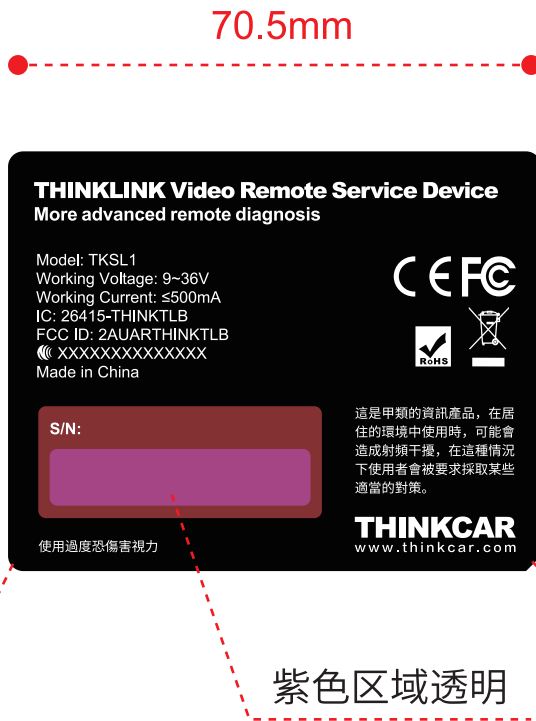 70.5mm
THINKLINK Video Remote Service Device
More advanced remote diagnosis
Model: TKSL1
Working Voltage: 9~36V
Working Current: ≤500mA
IC: 26415-THINKTLB
FCC ID: 2AUARTHINKTLB
XXXXXXXXXXXXXX
Made in China
CE FC
RoHS
S/N:
這是甲類的資訊產品，在居
住的環境中使用時，可能會
造成射頻干擾，在這種情況
下使用者會被要求採取某些
適當的對策。
使用過度恐傷害視力
THINKCAR
www.thinkcar.com
紫色区域透明